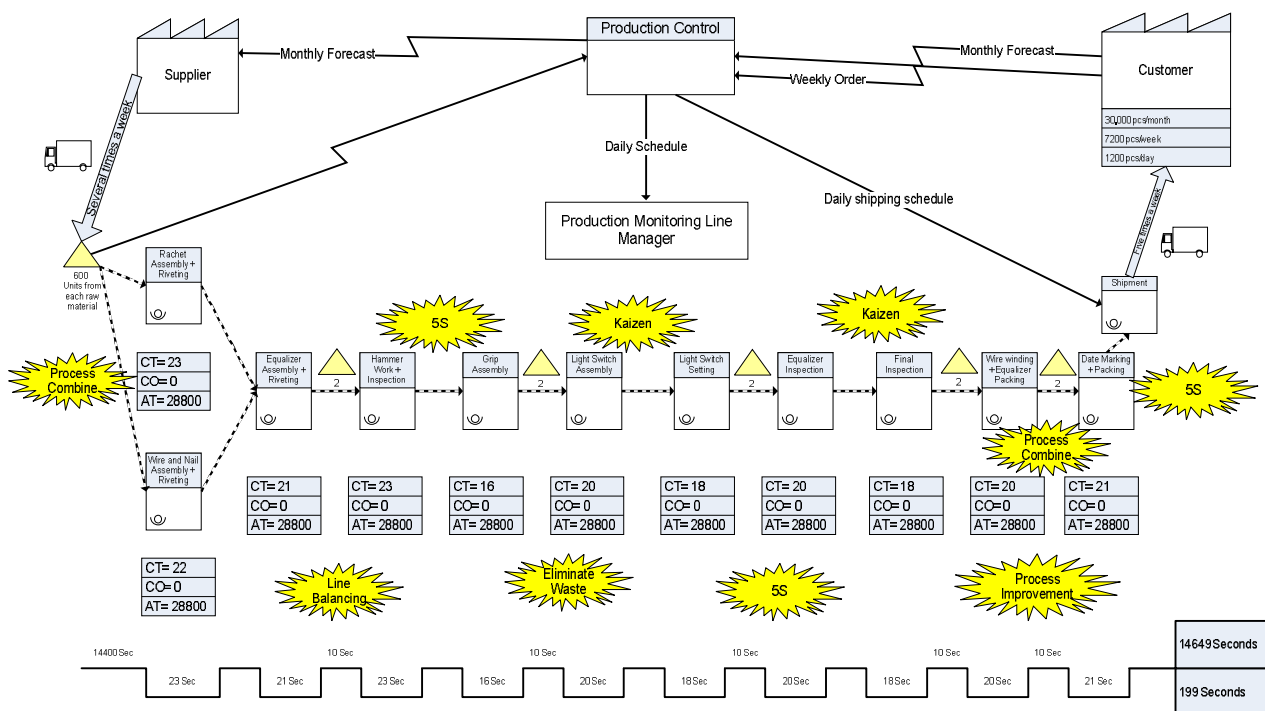 Production Control
Supplier
Monthly Forecast
Monthly Forecast
Weekly Order
Customer
30,000 pcs/month
7200 pcs/week
1200 pcs/day
Several times a week
Daily Schedule
Daily shipping schedule
Five times a week
Production Monitoring Line
Manager
600
Units from
each raw
material
Rachet
Assembly +
Riveting
Shipment
5S
Kaizen
Kaizen
Process
Combine
CT= 23
CO= 0
AT= 28800
Equalizer
Assembly +
Riveting
2
Hammer
Work +
Inspection
Grip
Assembly
2
Light Switch
Assembly
Light Switch
Setting
2
Equalizer
Inspection
Final
Inspection
2
Wire winding
+Equalizer
Packing
2
Date Marking
+ Packing
5S
Process
Combine
Wire and Nail
Assembly +
Riveting
CT= 21
CO= 0
AT= 28800
CT= 23
CO= 0
AT= 28800
CT= 16
CO= 0
AT= 28800
CT= 20
CO= 0
AT= 28800
CT= 18
CO= 0
AT= 28800
CT= 20
CO= 0
AT= 28800
CT= 18
CO= 0
AT= 28800
CT= 20
CO= 0
AT= 28800
CT= 21
CO= 0
AT= 28800
CT= 22
CO= 0
AT= 28800
Line
Balancing
Eliminate
Waste
5S
Process
Improvement
14400 Sec
10 Sec
10 Sec
10 Sec
10 Sec
10 Sec
14649 Seconds
23 Sec
21 Sec
23 Sec
16 Sec
20 Sec
18 Sec
20 Sec
18 Sec
20 Sec
21 Sec
199 Seconds